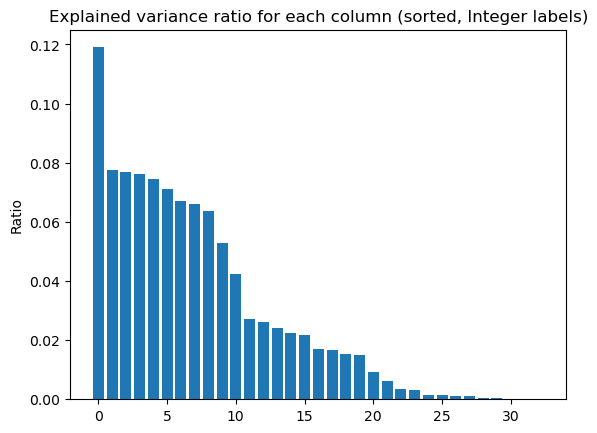 Explained variance ratio for each column (sorted, Integer labels)
0.12
0.10
0.08
0.06
0.04
0.02
0.00
Ratio
0 5 10 15 20 25 30